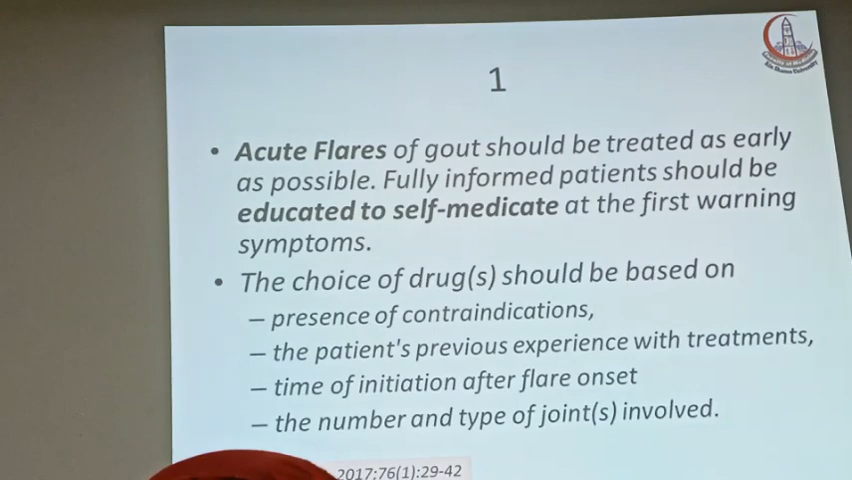 1
• Acute Flares of gout should be treated as early
as possible. Fully informed patients should be
educated to self-medicate at the first warning
symptoms.
• The choice of drug(s) should be based on
– presence of contraindications,
– the patient's previous experience with treatments,
– time of initiation after flare onset
– the number and type of joint(s) involved.
2017;76(1):29-42